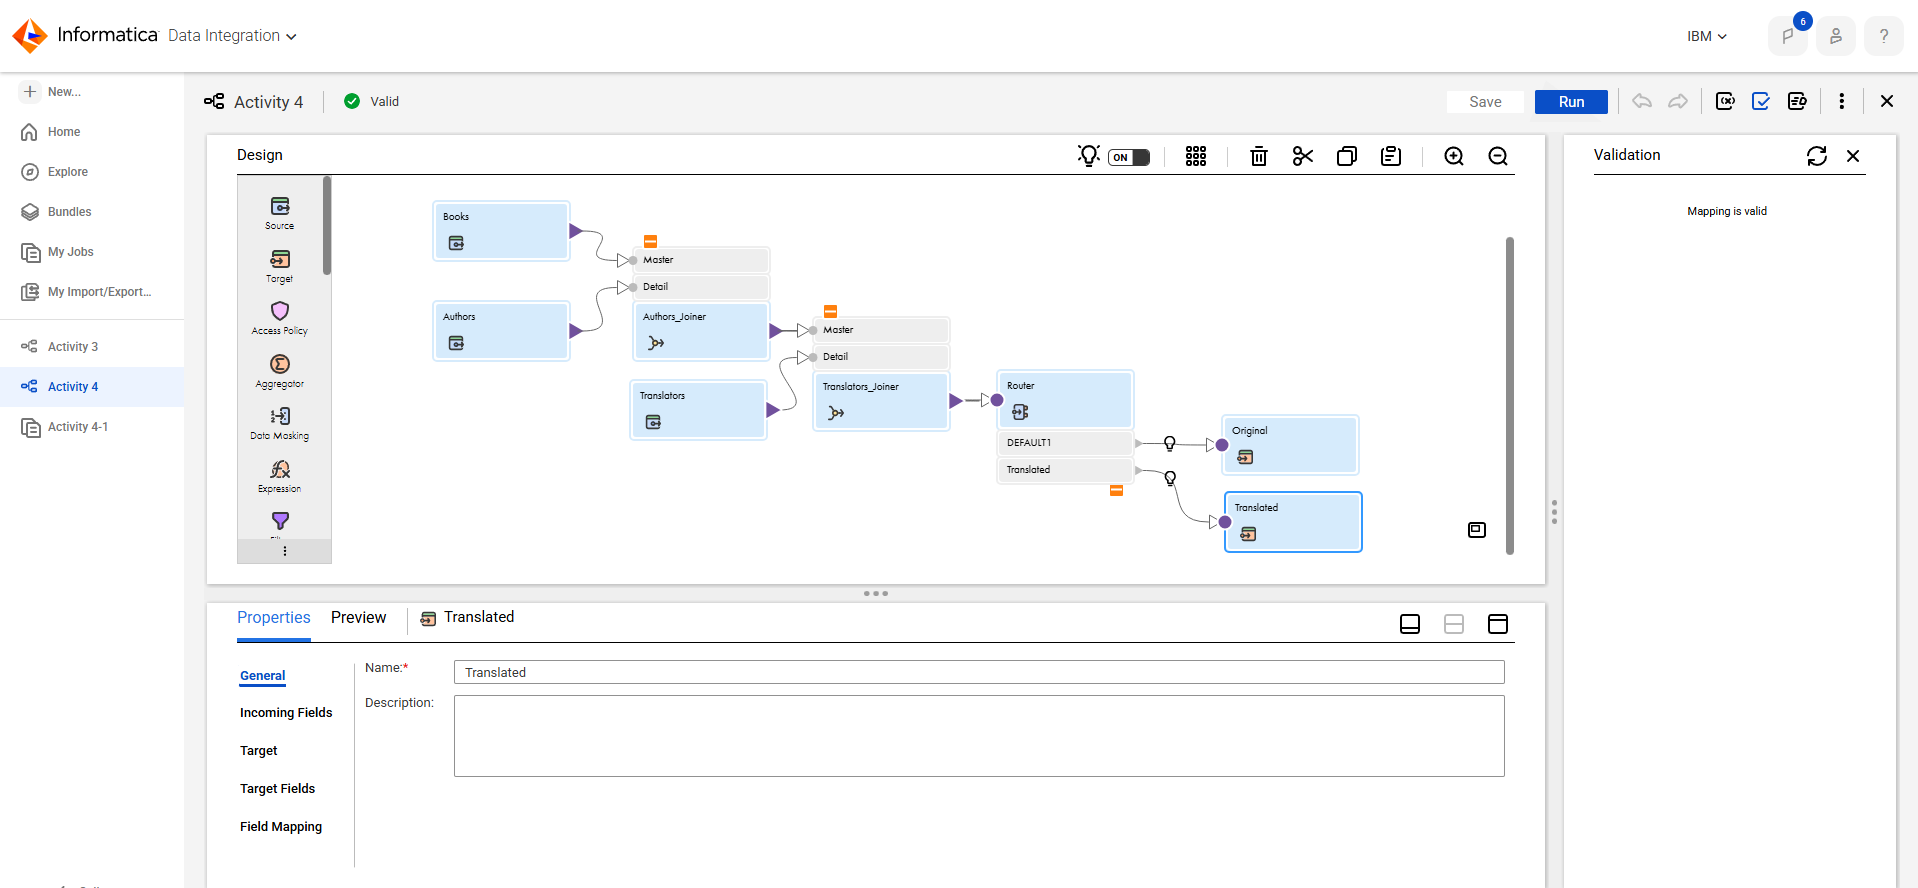 Informatica Data Integration
IBM
6
?
New...
Home
Explore
Bundles
My Jobs
My Import/Export...
Activity 3
Activity 4
Activity 4-1
Activity 4
Valid
Save
Run
Design
ON
Source
Target
Access Policy
Aggregator
Data Masking
Expression
Books
Authors
Master
Detail
Authors_Joiner
Translators
Master
Detail
Translators_Joiner
Router
DEFAULT1
Translated
Original
Translated
Validation
Mapping is valid
Properties
Preview
Translated
General
Incoming Fields
Target
Target Fields
Field Mapping
Name:*
Translated
Description: